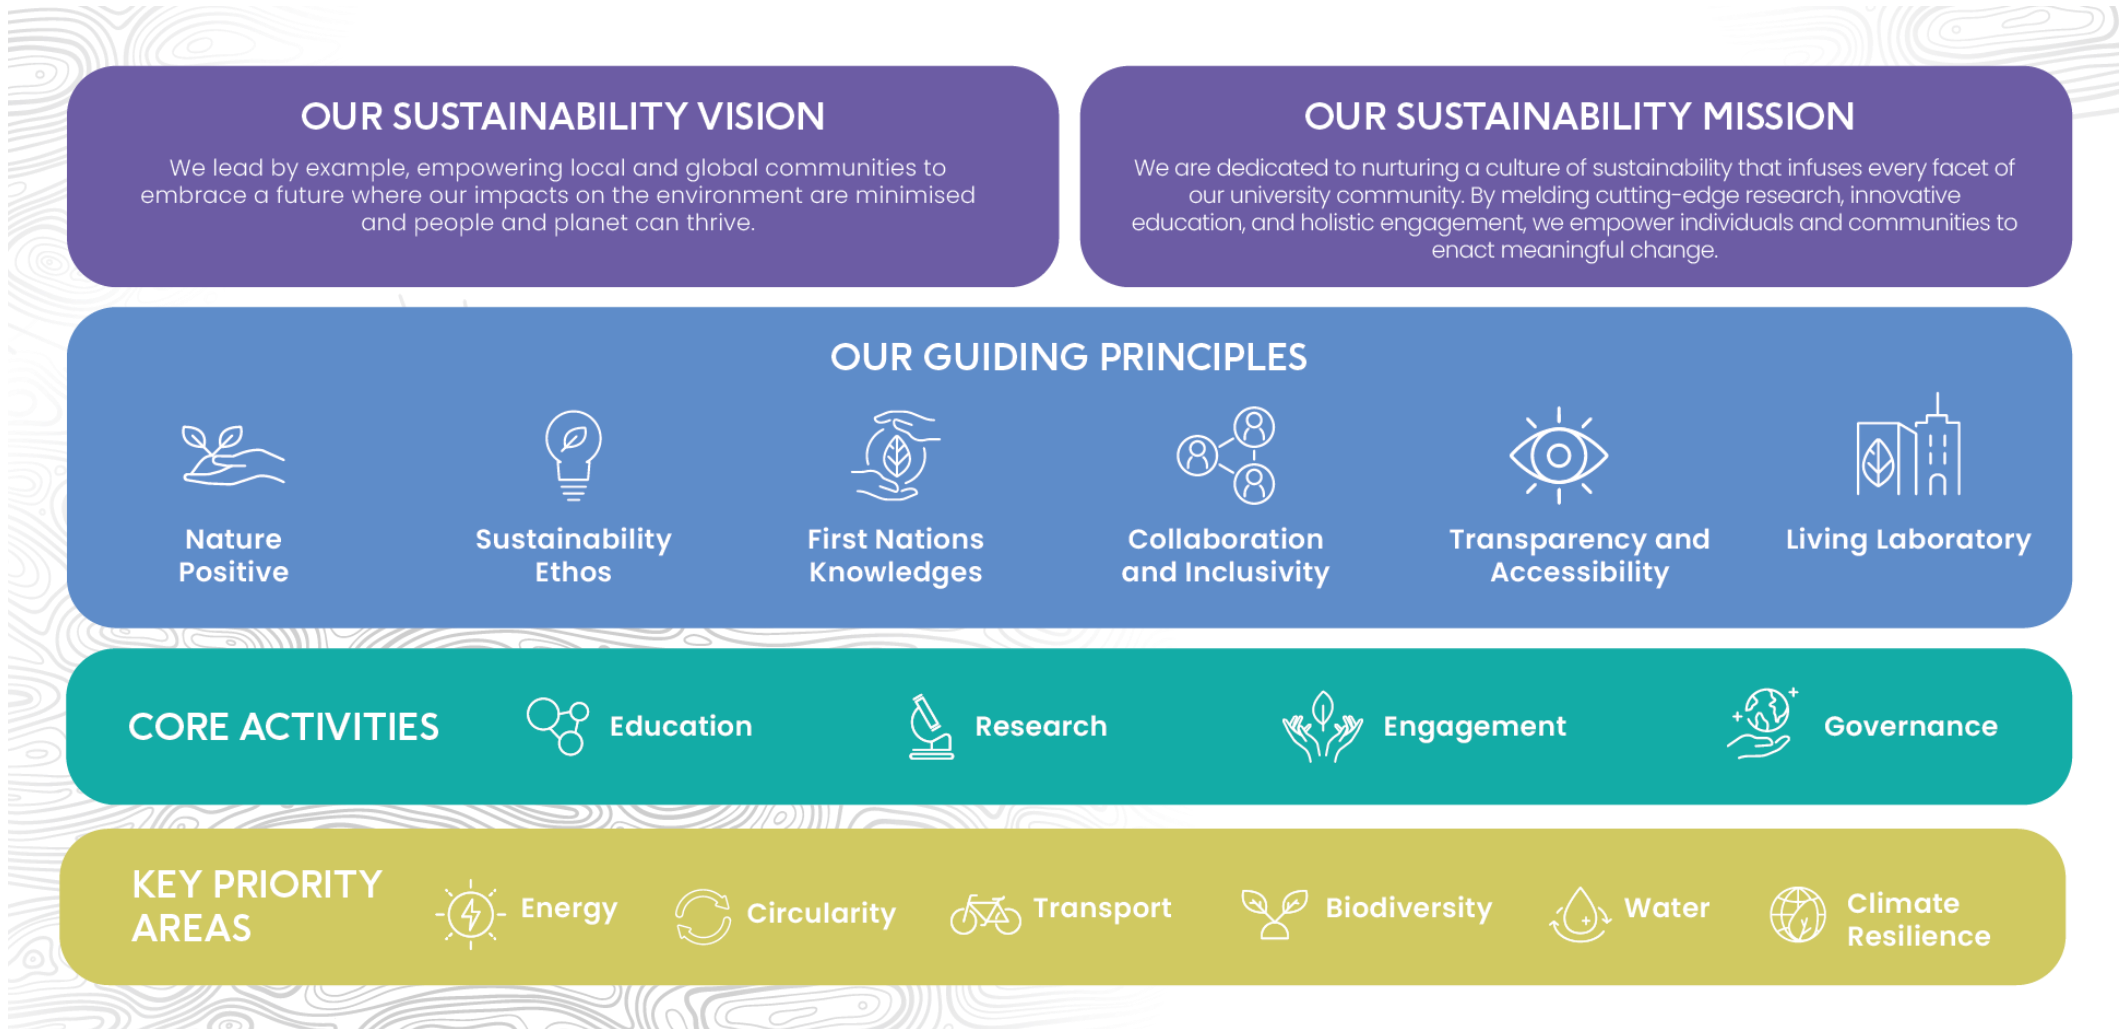 OUR SUSTAINABILITY VISION
We lead by example, empowering local and global communities to
embrace a future where our impacts on the environment are minimised
and people and planet can thrive.
OUR SUSTAINABILITY MISSION
We are dedicated to nurturing a culture of sustainability that infuses every facet of
our university community. By melding cutting-edge research, innovative
education, and holistic engagement, we empower individuals and communities to
enact meaningful change.
OUR GUIDING PRINCIPLES
Nature
Positive
Sustainability
Ethos
First Nations
Knowledges
Collaboration
and Inclusivity
Transparency and
Accessibility
Living Laboratory
CORE ACTIVITIES
Education
Research
Engagement
Governance
KEY PRIORITY
AREAS
Energy
Circularity
Transport
Biodiversity
Water
Climate
Resilience